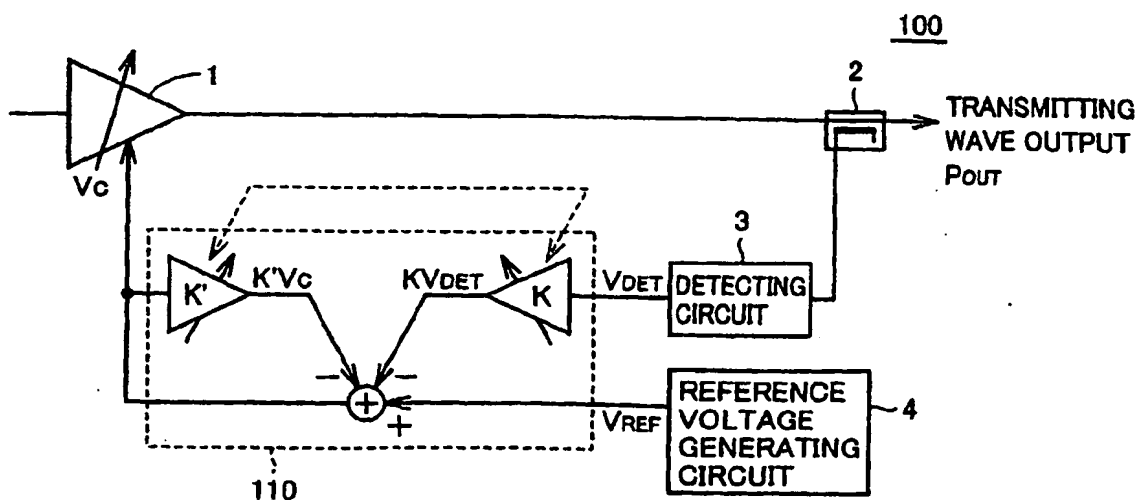 100
1
2
TRANSMITTING
WAVE OUTPUT
POUT
VC
3
K'
K'VC
KVDET
K
VDET
DETECTING
CIRCUIT
− −
+
+
VREF
REFERENCE
VOLTAGE
GENERATING
CIRCUIT
4
110